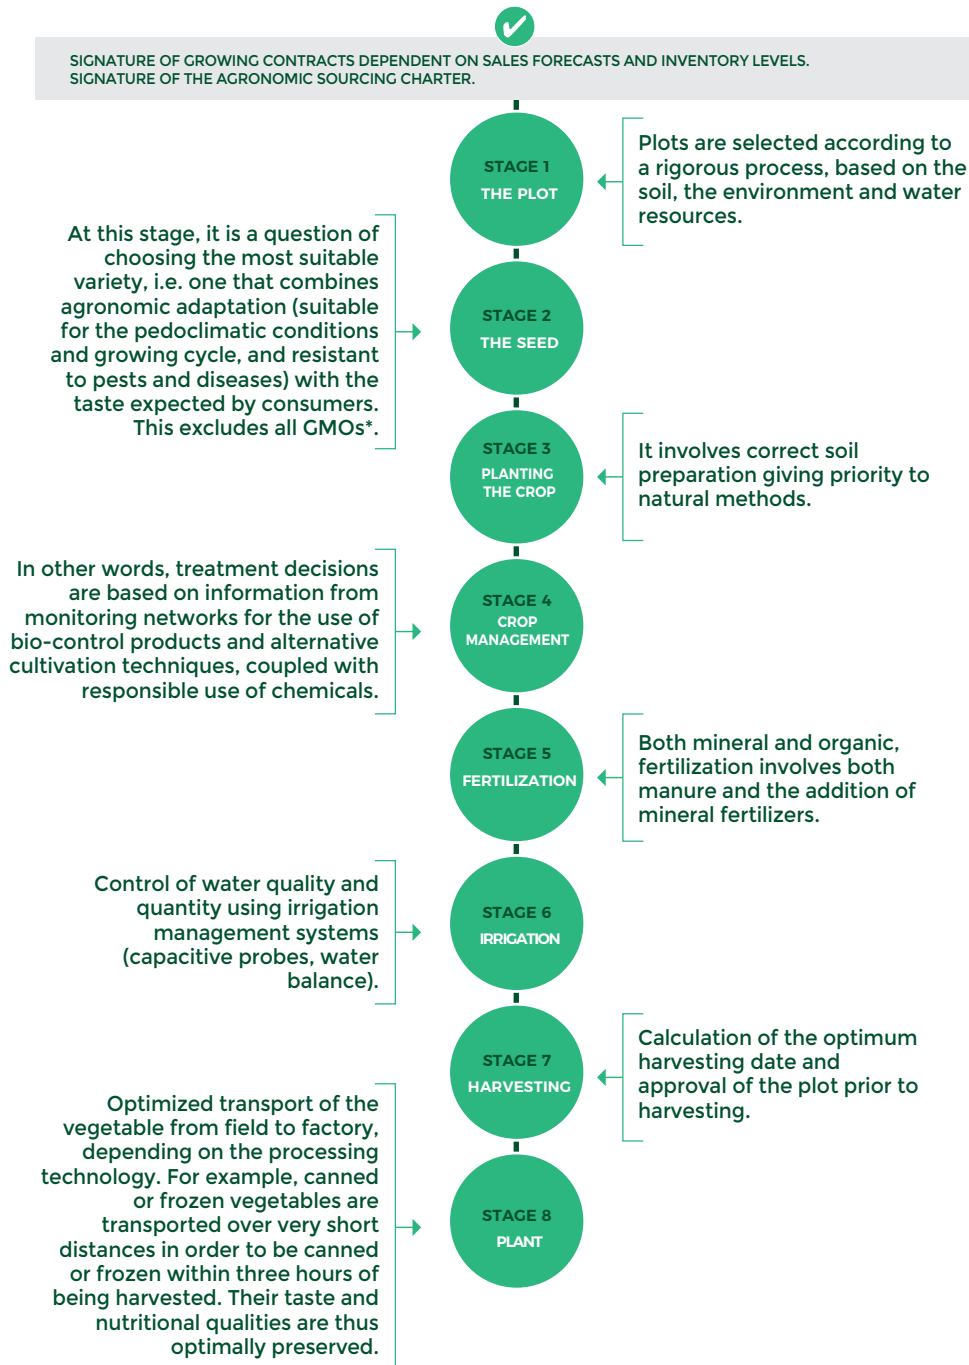 SIGNATURE OF GROWING CONTRACTS DEPENDENT ON SALES FORECASTS AND INVENTORY LEVELS.
SIGNATURE OF THE AGRONOMIC SOURCING CHARTER.
STAGE 1
THE PLOT
Plots are selected according to
a rigorous process, based on the
soil, the environment and water
resources.
At this stage, it is a question of
choosing the most suitable
variety, i.e. one that combines
agronomic adaptation (suitable
for the pedoclimatic conditions
and growing cycle, and resistant
to pests and diseases) with the
taste expected by consumers.
This excludes all GMOs*.
STAGE 2
THE SEED
STAGE 3
PLANTING
THE CROP
It involves correct soil
preparation giving priority to
natural methods.
In other words, treatment decisions
are based on information from
monitoring networks for the use of
bio-control products and alternative
cultivation techniques, coupled with
responsible use of chemicals.
STAGE 4
CROP
MANAGEMENT
STAGE 5
FERTILIZATION
Both mineral and organic,
fertilization involves both
manure and the addition of
mineral fertilizers.
Control of water quality and
quantity using irrigation
management systems
(capacitive probes, water
balance).
STAGE 6
IRRIGATION
STAGE 7
HARVESTING
Calculation of the optimum
harvesting date and
approval of the plot prior to
harvesting.
Optimized transport of the
vegetable from field to factory,
depending on the processing
technology. For example, canned
or frozen vegetables are
transported over very short
distances in order to be canned
or frozen within three hours of
being harvested. Their taste and
nutritional qualities are thus
optimally preserved.
STAGE 8
PLANT